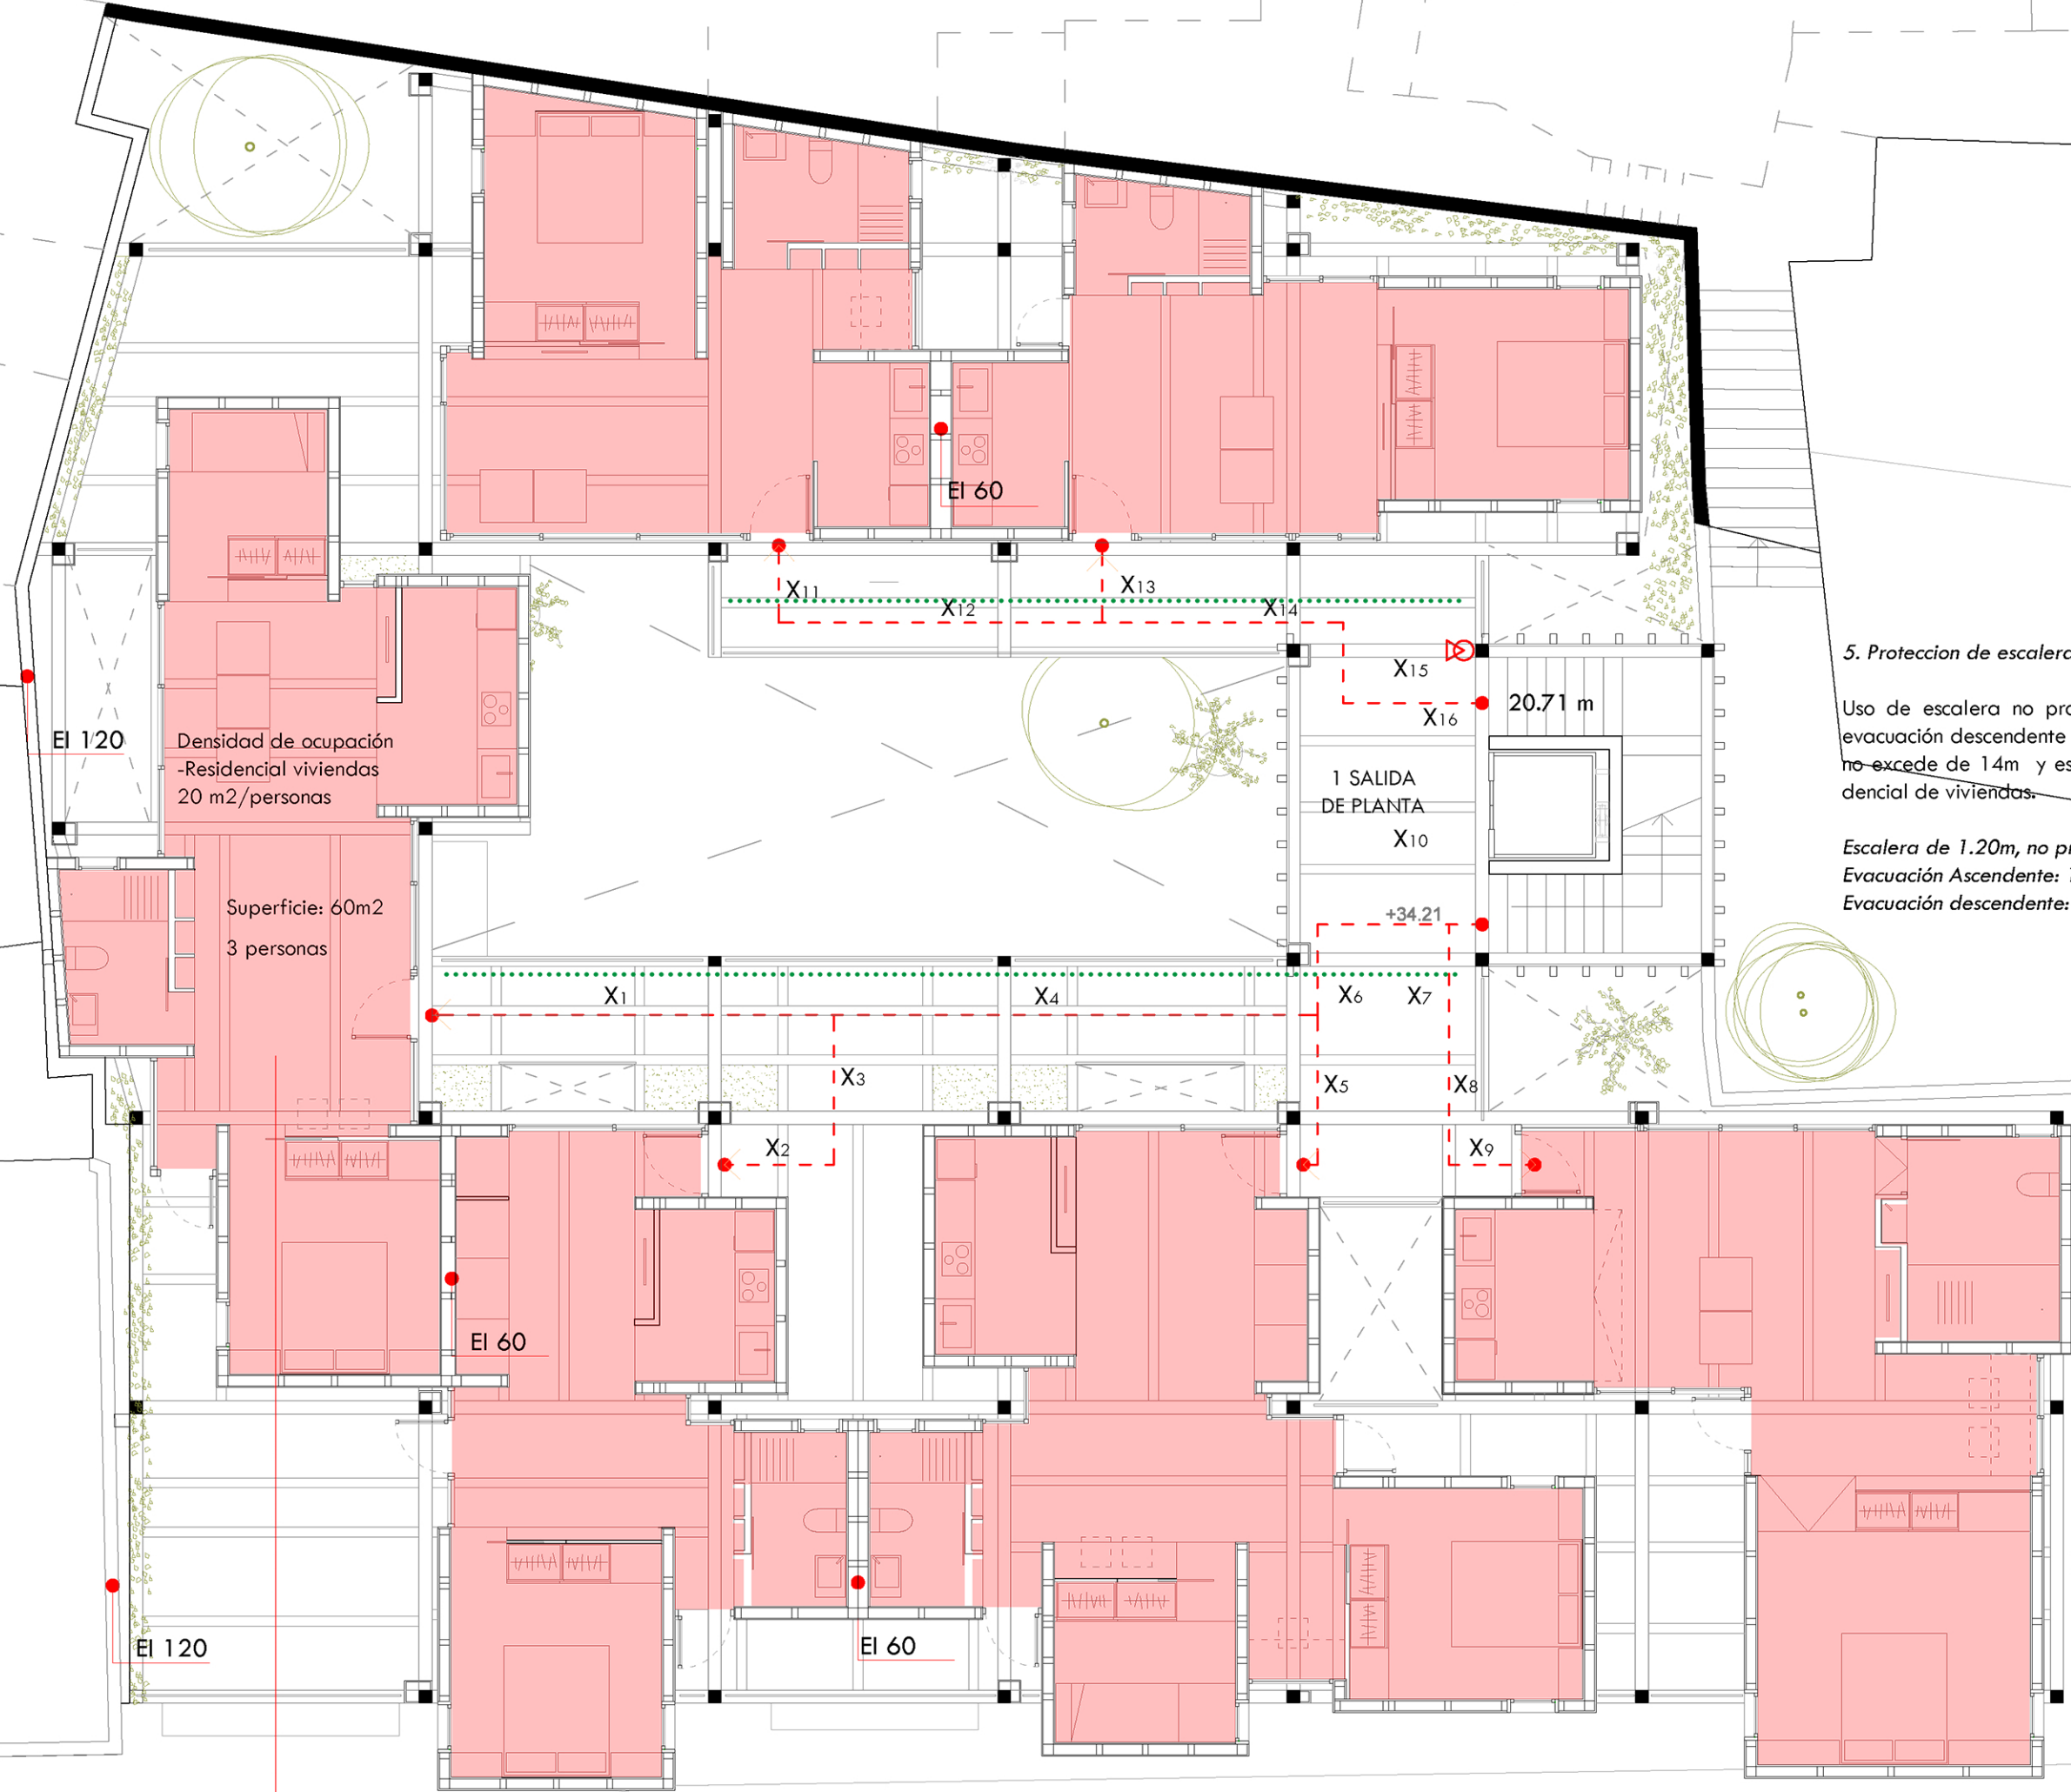 EI 60
X11
X12
X13
X14
X15
X16
20.71 m
1 SALIDA
DE PLANTA
X10
+34.21
5. Proteccion de escalera
Uso de escalera no pro
evacuación descendente
no excede de 14m y es
dencial de viviendas.
Escalera de 1.20m, no p
Evacuación Ascendente:
Evacuación descendente:
EI 120
Densidad de ocupación
-Residencial viviendas
20 m2/personas
Superficie: 60m2
3 personas
X1
X4
X6
X7
X3
X5
X8
X2
X9
EI 60
EI 120
EI 60